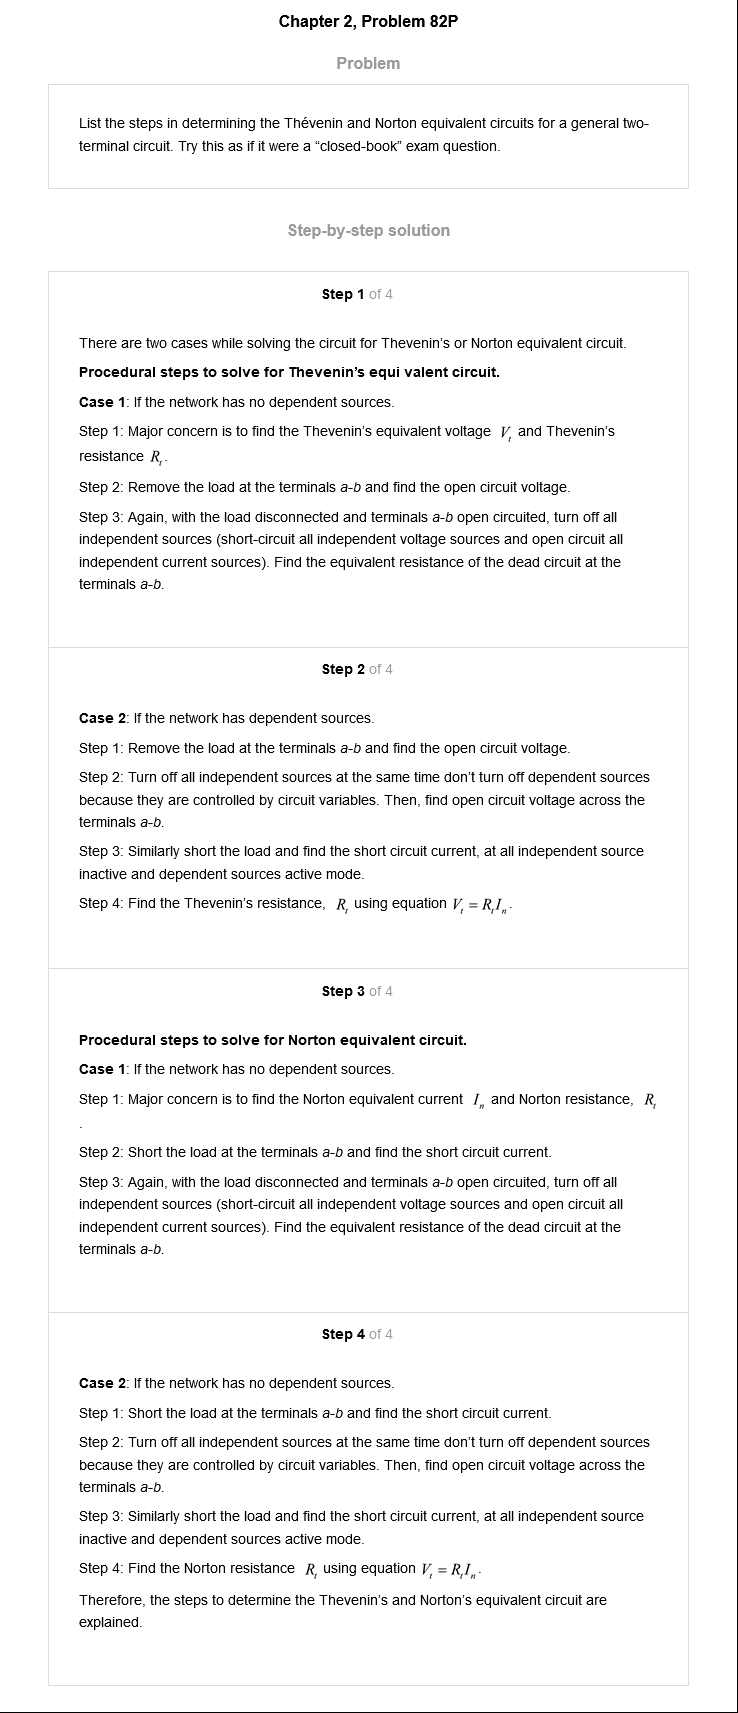 Chapter 2, Problem 82P
Problem
List the steps in determining the Thévenin and Norton equivalent circuits for a general two-
terminal circuit. Try this as if it were a “closed-book” exam question.
Step-by-step solution
Step 1 of 4
There are two cases while solving the circuit for Thevenin’s or Norton equivalent circuit.
Procedural steps to solve for Thevenin’s equi valent circuit.
Case 1: If the network has no dependent sources.
Step 1: Major concern is to find the Thevenin’s equivalent voltage V_t and Thevenin’s
resistance R_t.
Step 2: Remove the load at the terminals a-b and find the open circuit voltage.
Step 3: Again, with the load disconnected and terminals a-b open circuited, turn off all
independent sources (short-circuit all independent voltage sources and open circuit all
independent current sources). Find the equivalent resistance of the dead circuit at the
terminals a-b.
Step 2 of 4
Case 2: If the network has dependent sources.
Step 1: Remove the load at the terminals a-b and find the open circuit voltage.
Step 2: Turn off all independent sources at the same time don’t turn off dependent sources
because they are controlled by circuit variables. Then, find open circuit voltage across the
terminals a-b.
Step 3: Similarly short the load and find the short circuit current, at all independent source
inactive and dependent sources active mode.
Step 4: Find the Thevenin’s resistance, R_t using equation V_t = R_t I_n.
Step 3 of 4
Procedural steps to solve for Norton equivalent circuit.
Case 1: If the network has no dependent sources.
Step 1: Major concern is to find the Norton equivalent current I_n and Norton resistance, R_t
.
Step 2: Short the load at the terminals a-b and find the short circuit current.
Step 3: Again, with the load disconnected and terminals a-b open circuited, turn off all
independent sources (short-circuit all independent voltage sources and open circuit all
independent current sources). Find the equivalent resistance of the dead circuit at the
terminals a-b.
Step 4 of 4
Case 2: If the network has no dependent sources.
Step 1: Short the load at the terminals a-b and find the short circuit current.
Step 2: Turn off all independent sources at the same time don’t turn off dependent sources
because they are controlled by circuit variables. Then, find open circuit voltage across the
terminals a-b.
Step 3: Similarly short the load and find the short circuit current, at all independent source
inactive and dependent sources active mode.
Step 4: Find the Norton resistance R_t using equation V_t = R_t I_n.
Therefore, the steps to determine the Thevenin’s and Norton’s equivalent circuit are
explained.